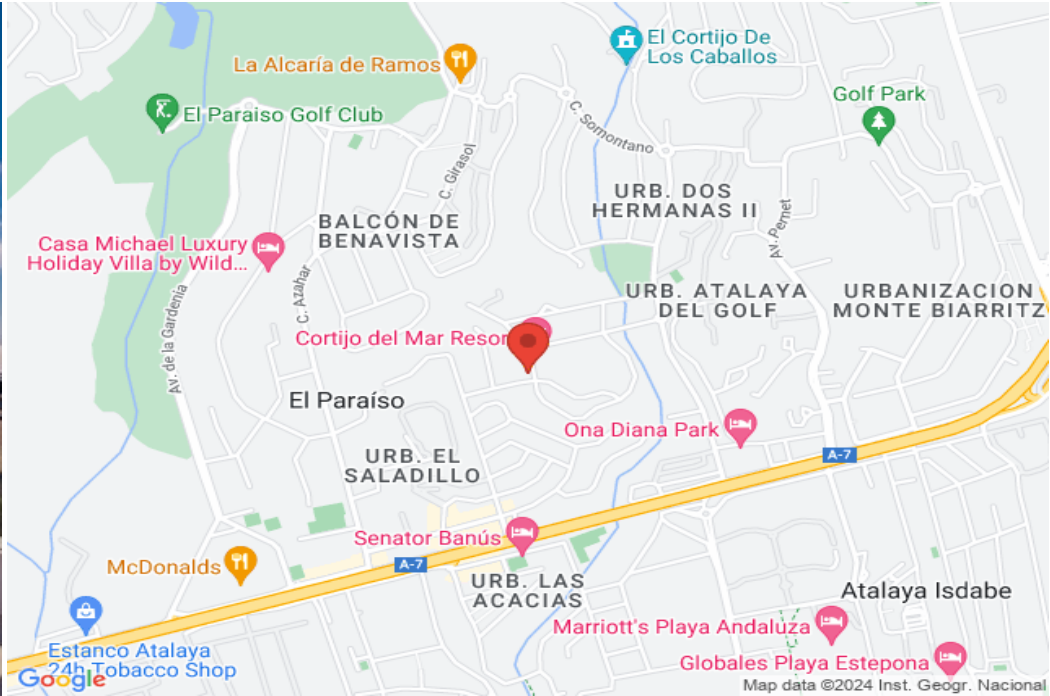 El Cortijo De
Los Caballos
La Alcaría de Ramos
Golf Park
El Paraiso Golf Club
C. Somontano
C. Girasol
URB. DOS
HERMANAS II
BALCÓN DE
BENAVISTA
Av. Pernet
Casa Michael Luxury
Holiday Villa by Wild...
C. Azahar
Av. de la Gardenia
URB. ATALAYA
DEL GOLF
URBANIZACION
MONTE BIARRITZ
Cortijo del Mar Resor
El Paraíso
Ona Diana Park
A-7
URB. EL
SALADILLO
Senator Banús
A-7
McDonalds
URB. LAS
ACACIAS
Atalaya Isdabe
Marriott's Playa Andaluza
Estanco Atalaya
24h Tobacco Shop
Globales Playa Estepona
Google
Map data ©2024 Inst. Geogr. Nacional